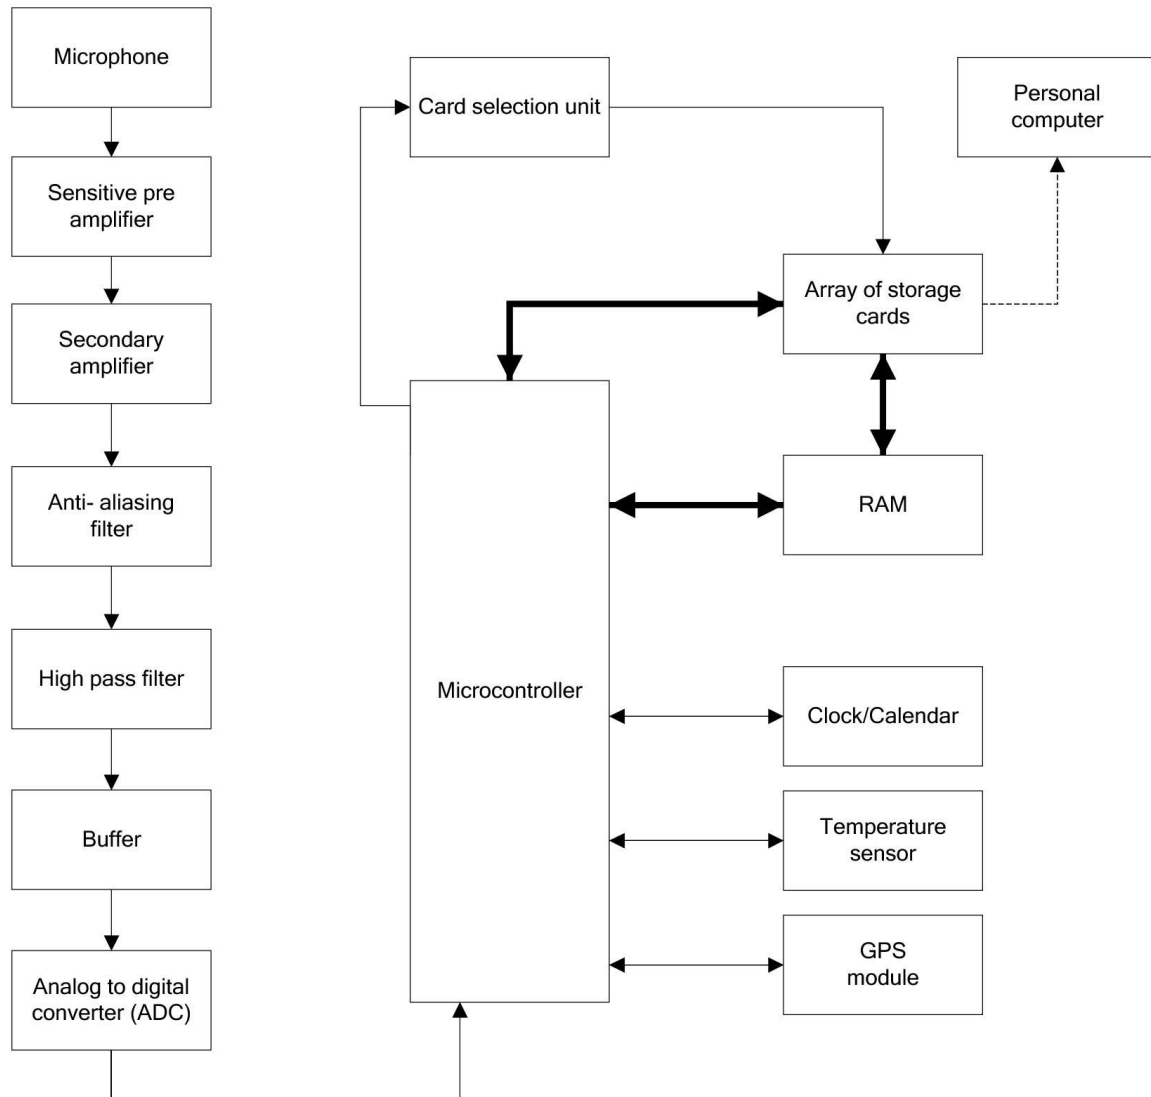 Microphone
Sensitive pre
amplifier
Secondary
amplifier
Anti- aliasing
filter
High pass filter
Buffer
Analog to digital
converter (ADC)
Card selection unit
Microcontroller
Personal
computer
Array of storage
cards
RAM
Clock/Calendar
Temperature
sensor
GPS
module